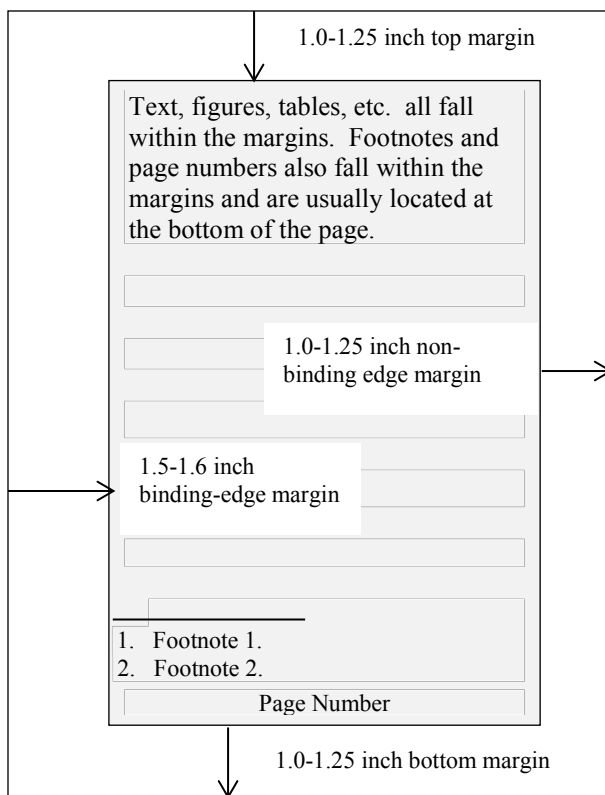 1.0-1.25 inch top margin
Text, figures, tables, etc.  all fall
within the margins.  Footnotes and
page numbers also fall within the
margins and are usually located at
the bottom of the page.
1.0-1.25 inch non-
binding edge margin
1.5-1.6 inch
binding-edge margin
1.  Footnote 1.
2.  Footnote 2.
Page Number
1.0-1.25 inch bottom margin